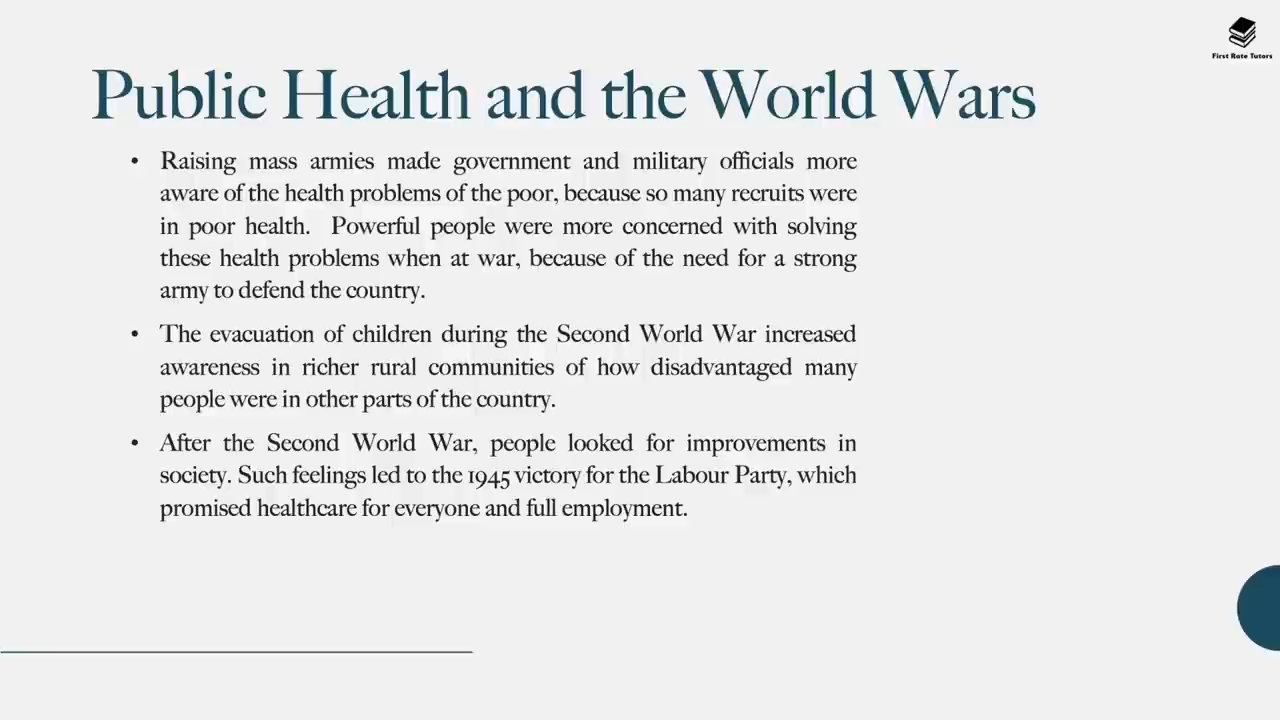 First Rate Tutors
Public Health and the World Wars
• Raising mass armies made government and military officials more
aware of the health problems of the poor, because so many recruits were
in poor health.  Powerful people were more concerned with solving
these health problems when at war, because of the need for a strong
army to defend the country.
• The evacuation of children during the Second World War increased
awareness in richer rural communities of how disadvantaged many
people were in other parts of the country.
• After the Second World War, people looked for improvements in
society. Such feelings led to the 1945 victory for the Labour Party, which
promised healthcare for everyone and full employment.